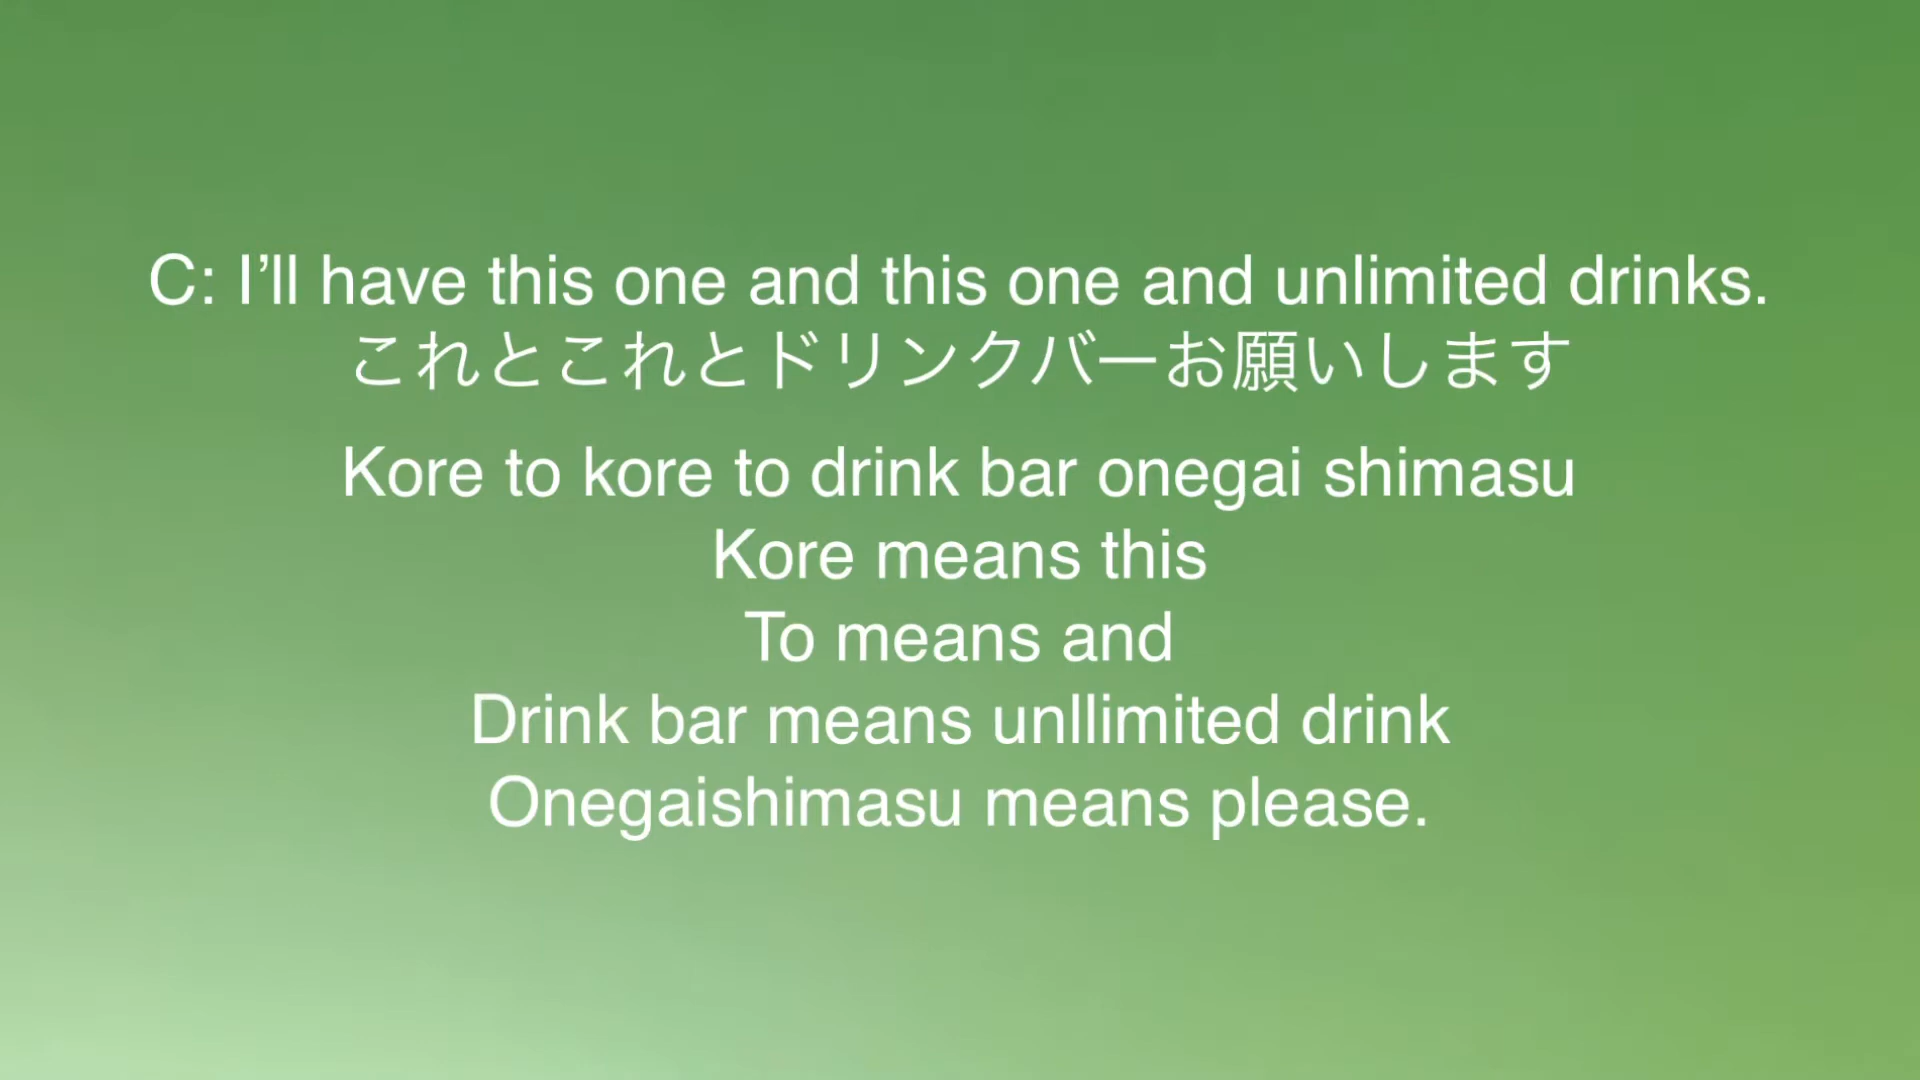 C: I’ll have this one and this one and unlimited drinks.
これとこれとドリンクバーお願いします
Kore to kore to drink bar onegai shimasu
Kore means this
To means and
Drink bar means unllimited drink
Onegaishimasu means please.